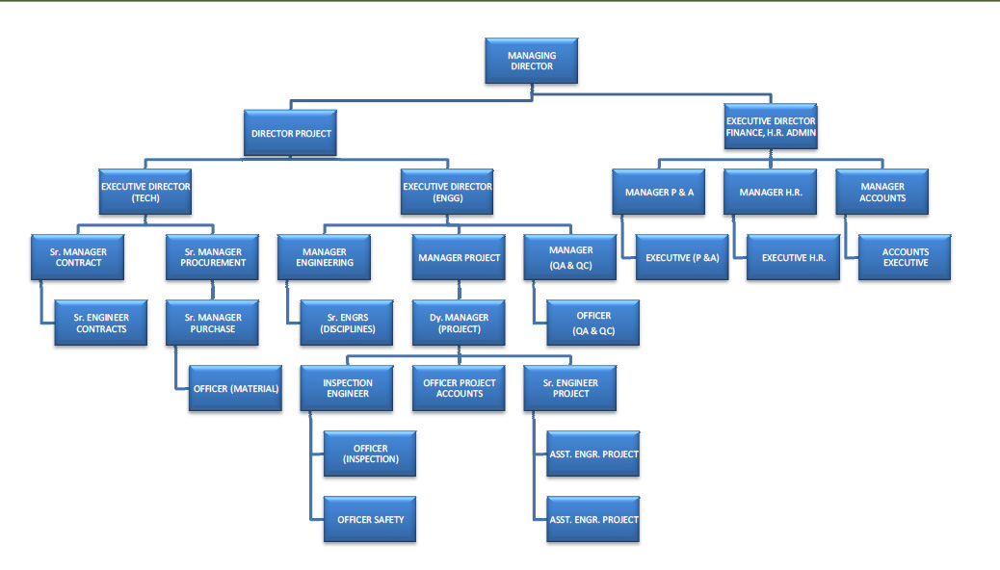 MANAGING
DIRECTOR
DIRECTOR PROJECT
EXECUTIVE DIRECTOR
FINANCE, H.R. ADMIN
EXECUTIVE DIRECTOR
(TECH)
EXECUTIVE DIRECTOR
(ENGG)
MANAGER P & A
MANAGER H.R.
MANAGER
ACCOUNTS
Sr. MANAGER
CONTRACT
Sr. MANAGER
PROCUREMENT
MANAGER
ENGINEERING
MANAGER PROJECT
MANAGER
(QA & QC)
EXECUTIVE (P &A)
EXECUTIVE H.R.
ACCOUNTS
EXECUTIVE
Sr. ENGINEER
CONTRACTS
Sr. MANAGER
PURCHASE
Sr. ENGRS
(DISCIPLINES)
Dy. MANAGER
(PROJECT)
OFFICER
(QA & QC)
OFFICER (MATERIAL)
INSPECTION
ENGINEER
OFFICER PROJECT
ACCOUNTS
Sr. ENGINEER
PROJECT
OFFICER
(INSPECTION)
ASST. ENGR. PROJECT
OFFICER SAFETY
ASST. ENGR. PROJECT